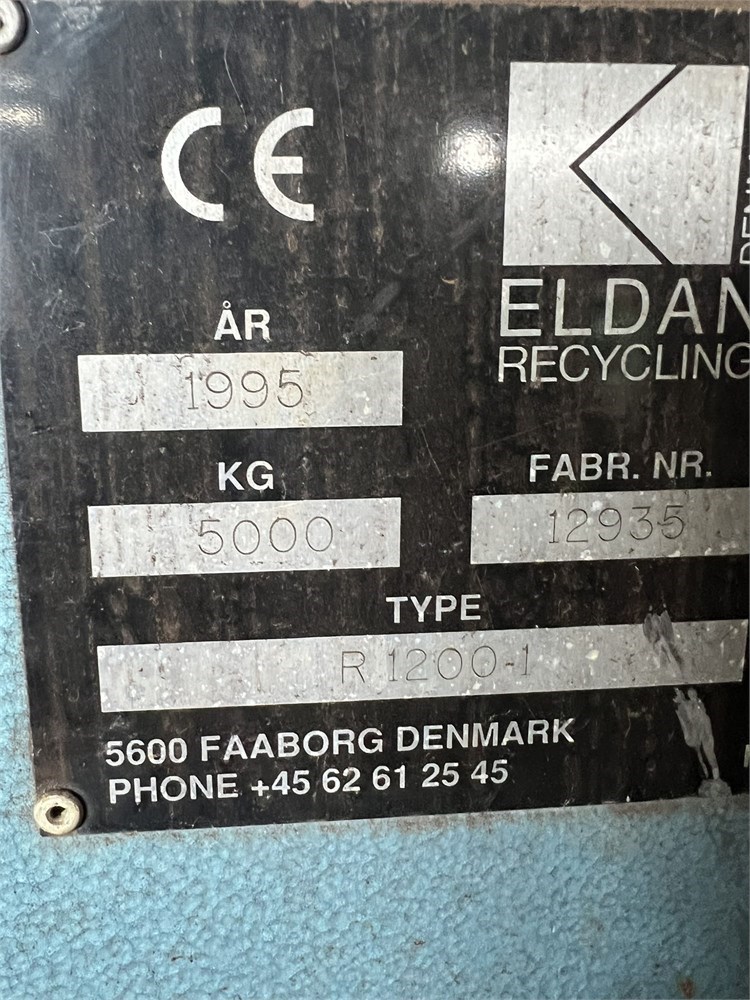 CE
ELDAN
RECYCLING
ÅR
1995
KG
5000
FABR. NR.
12935
TYPE
R 1200-1
5600 FAABORG DENMARK
PHONE +45 62 61 25 45